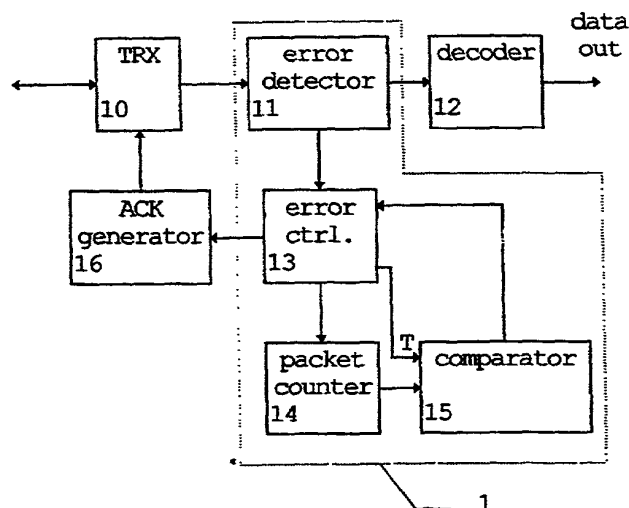 data
out
TRX
10
error
detector
11
decoder
12
ACK
generator
16
error
ctrl.
13
T
packet
counter
14
comparator
15
1